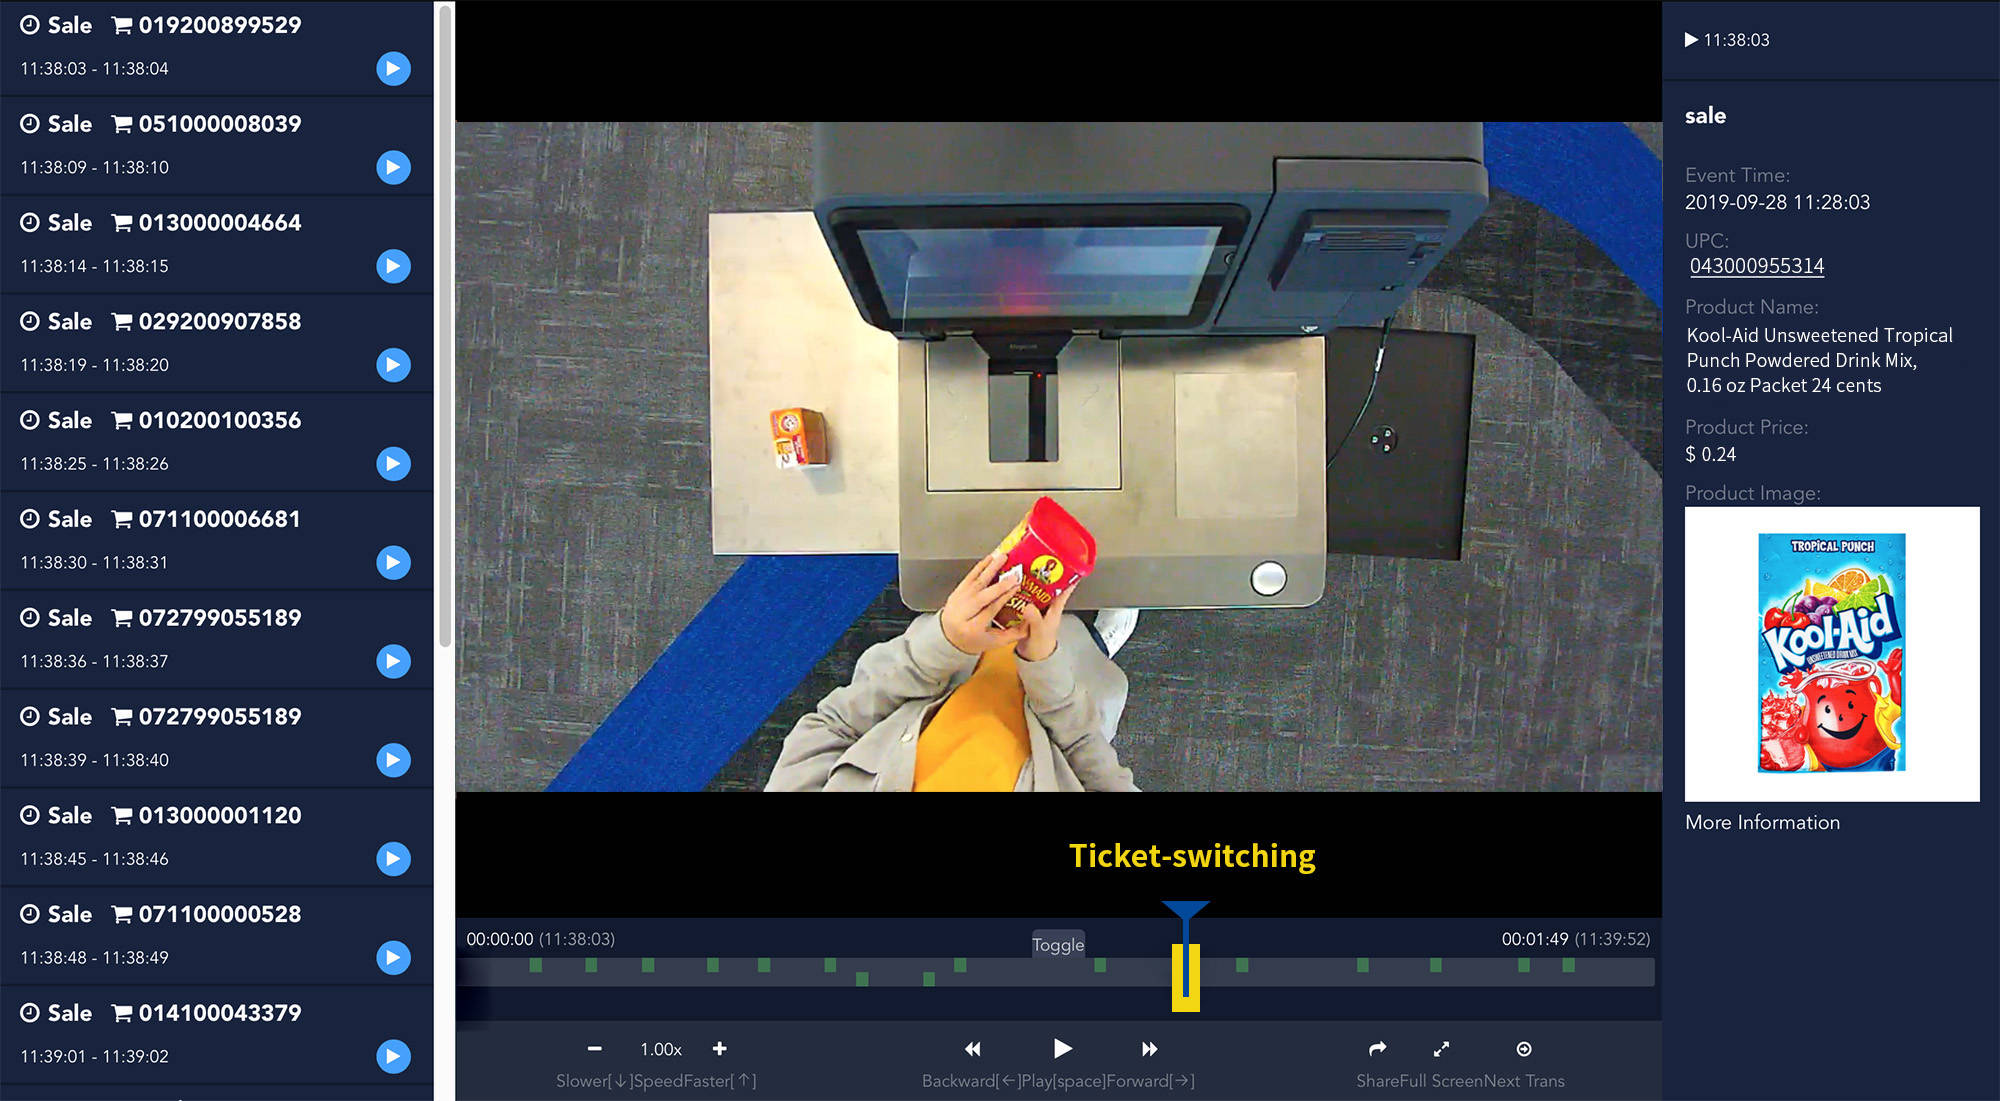 Sale 019200899529
11:38:03 - 11:38:04
Sale 051000008039
11:38:09 - 11:38:10
Sale 013000004664
11:38:14 - 11:38:15
Sale 029200907858
11:38:19 - 11:38:20
Sale 010200100356
11:38:25 - 11:38:26
Sale 071100006681
11:38:30 - 11:38:31
Sale 072799055189
11:38:36 - 11:38:37
Sale 072799055189
11:38:39 - 11:38:40
Sale 013000001120
11:38:45 - 11:38:46
Sale 071100000528
11:38:48 - 11:38:49
Sale 014100043379
11:39:01 - 11:39:02
Ticket-switching
00:00:00 (11:38:03)
Toggle
00:01:49 (11:39:52)
1.00x
Slower[↓]SpeedFaster[↑]
Backward[←]Play[space]Forward[→]
ShareFull ScreenNext Trans
11:38:03
sale
Event Time:
2019-09-28 11:28:03
UPC:
043000955314
Product Name:
Kool-Aid Unsweetened Tropical
Punch Powdered Drink Mix,
0.16 oz Packet 24 cents
Product Price:
$ 0.24
Product Image:
TROPICAL PUNCH
Kool-Aid
UNSWEETENED DRINK MIX
More Information